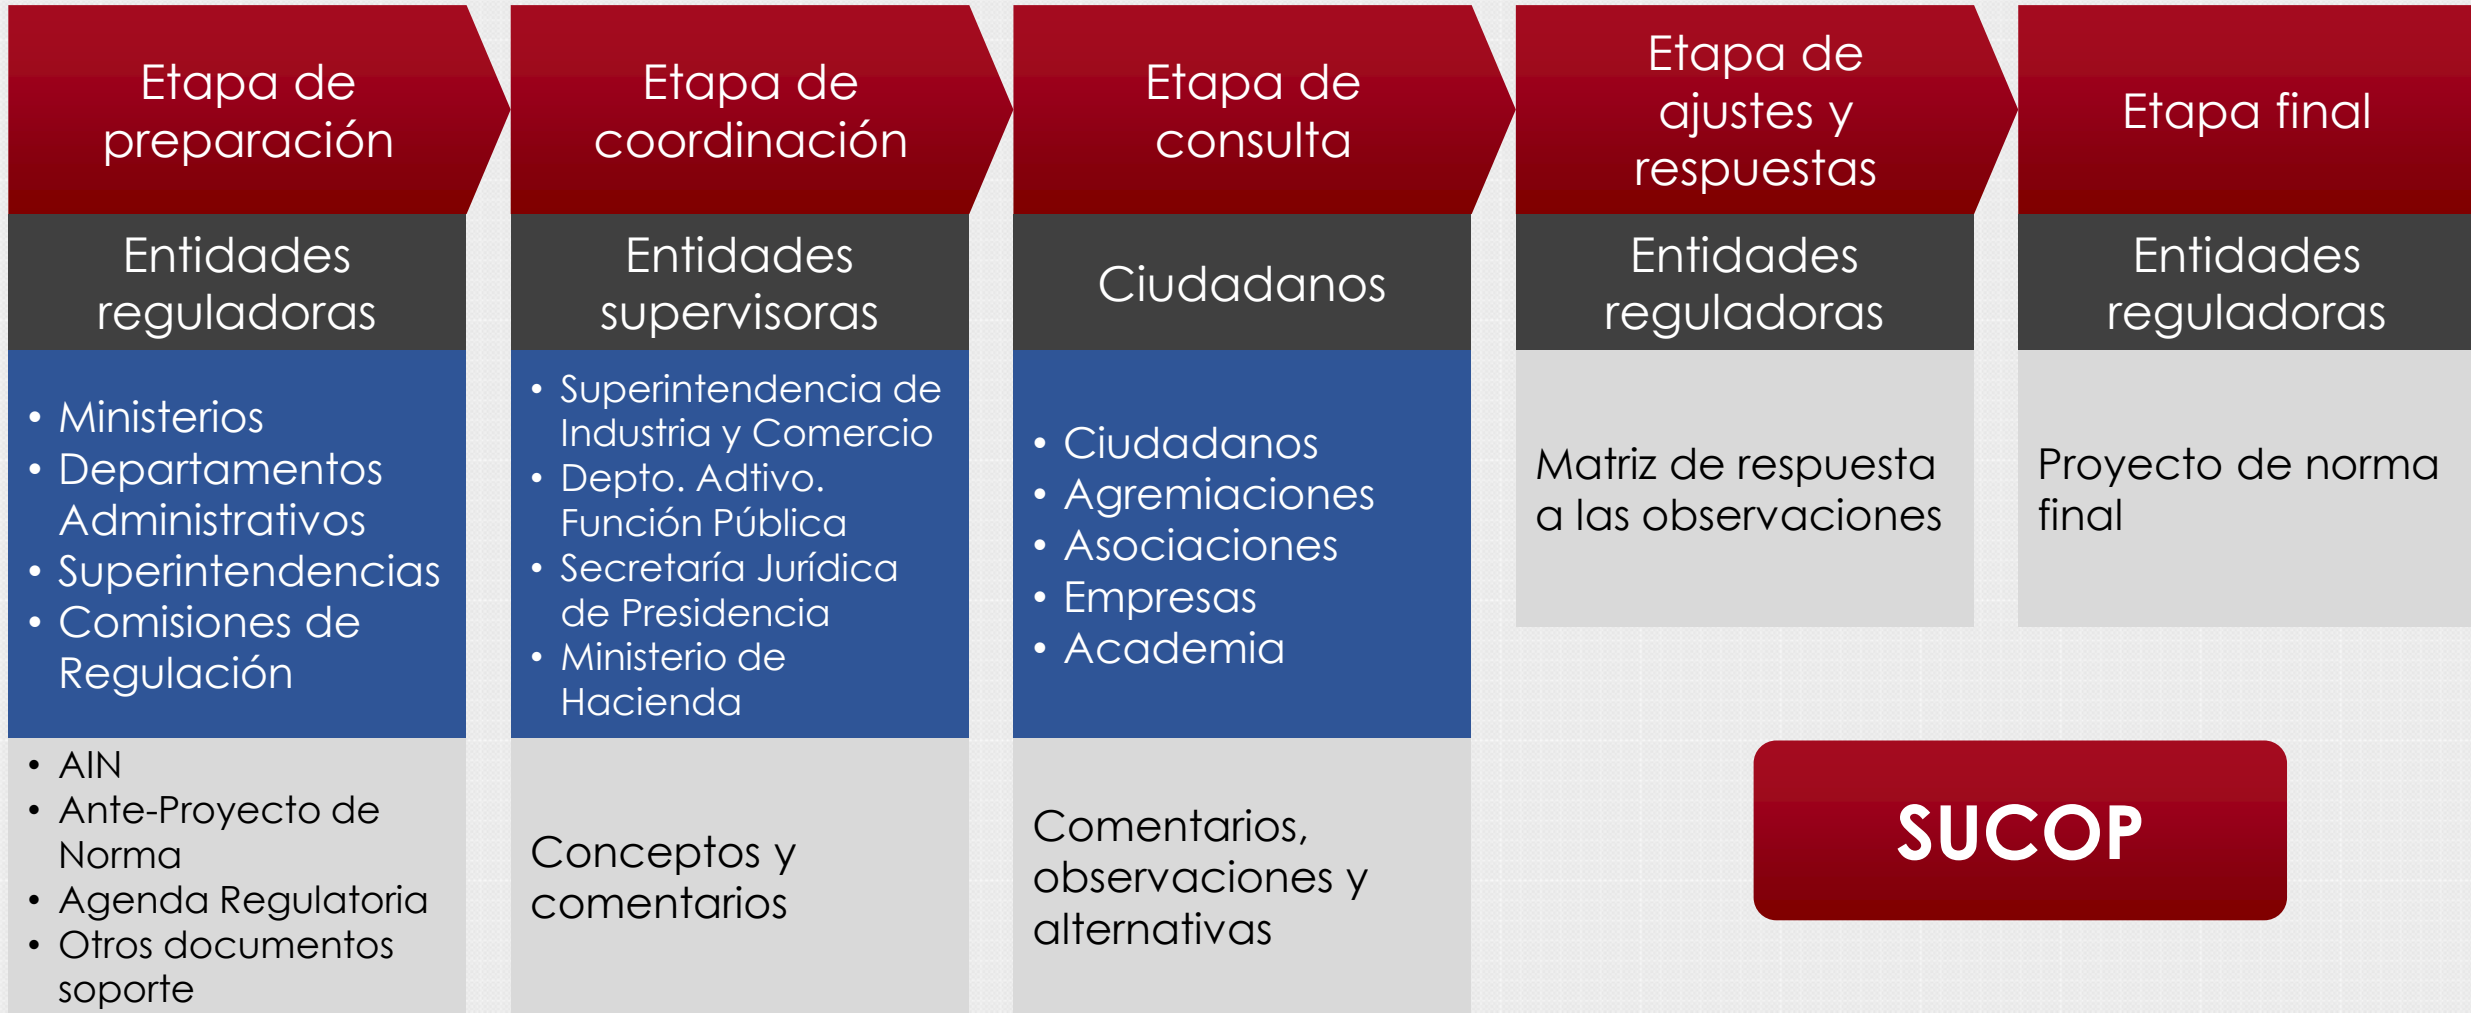 Etapa de
preparación
Entidades
reguladoras
• Ministerios
• Departamentos
Administrativos
• Superintendencias
• Comisiones de
Regulación
• AIN
• Ante-Proyecto de
Norma
• Agenda Regulatoria
• Otros documentos
soporte
Etapa de
coordinación
Entidades
supervisoras
• Superintendencia de
Industria y Comercio
• Depto. Adtivo.
Función Pública
• Secretaría Jurídica
de Presidencia
• Ministerio de
Hacienda
Conceptos y
comentarios
Etapa de
consulta
Ciudadanos
• Ciudadanos
• Agremiaciones
• Asociaciones
• Empresas
• Academia
Comentarios,
observaciones y
alternativas
Etapa de
ajustes y
respuestas
Entidades
reguladoras
Matriz de respuesta
a las observaciones
Etapa final
Entidades
reguladoras
Proyecto de norma
final
SUCOP